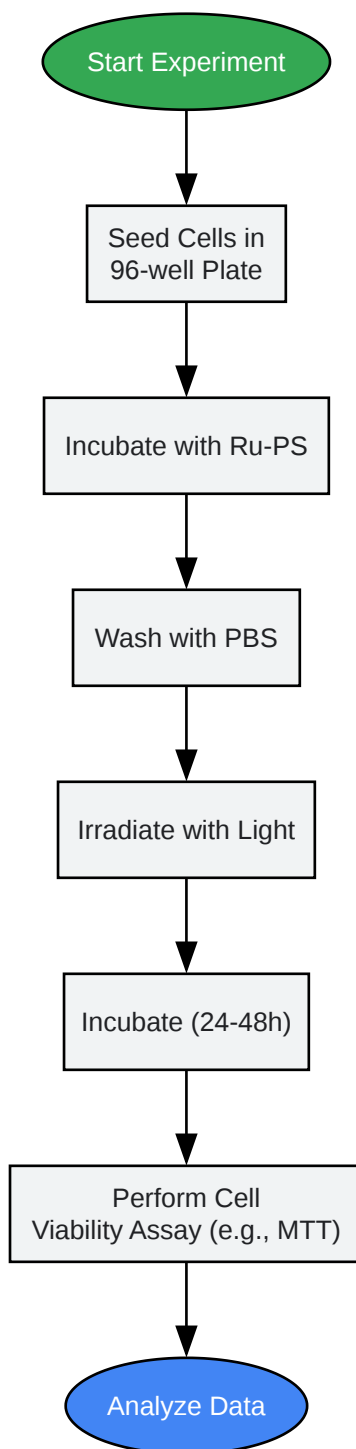 Start Experiment
Seed Cells in
96-well Plate
Incubate with Ru-PS
Wash with PBS
Irradiate with Light
Incubate (24-48h)
Perform Cell
Viability Assay (e.g., MTT)
Analyze Data